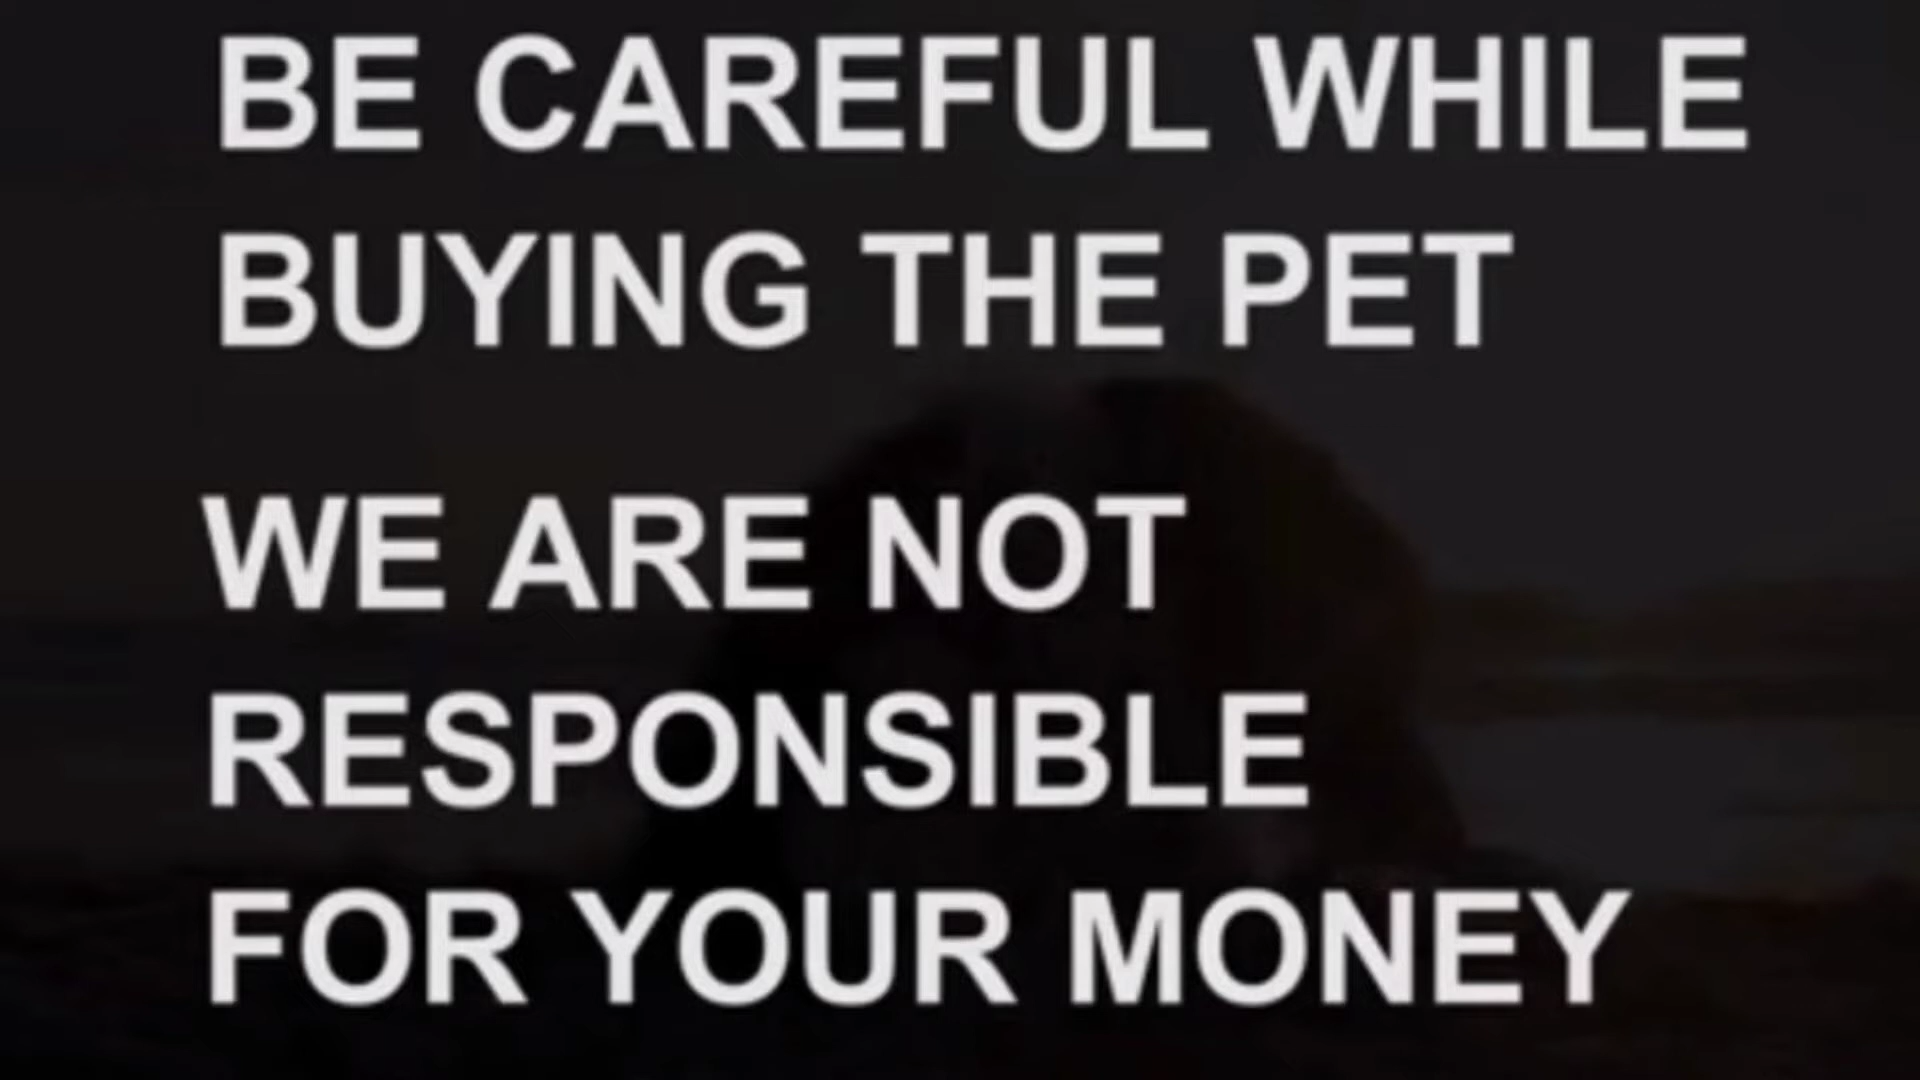 BE CAREFUL WHILE
BUYING THE PET
WE ARE NOT
RESPONSIBLE
FOR YOUR MONEY